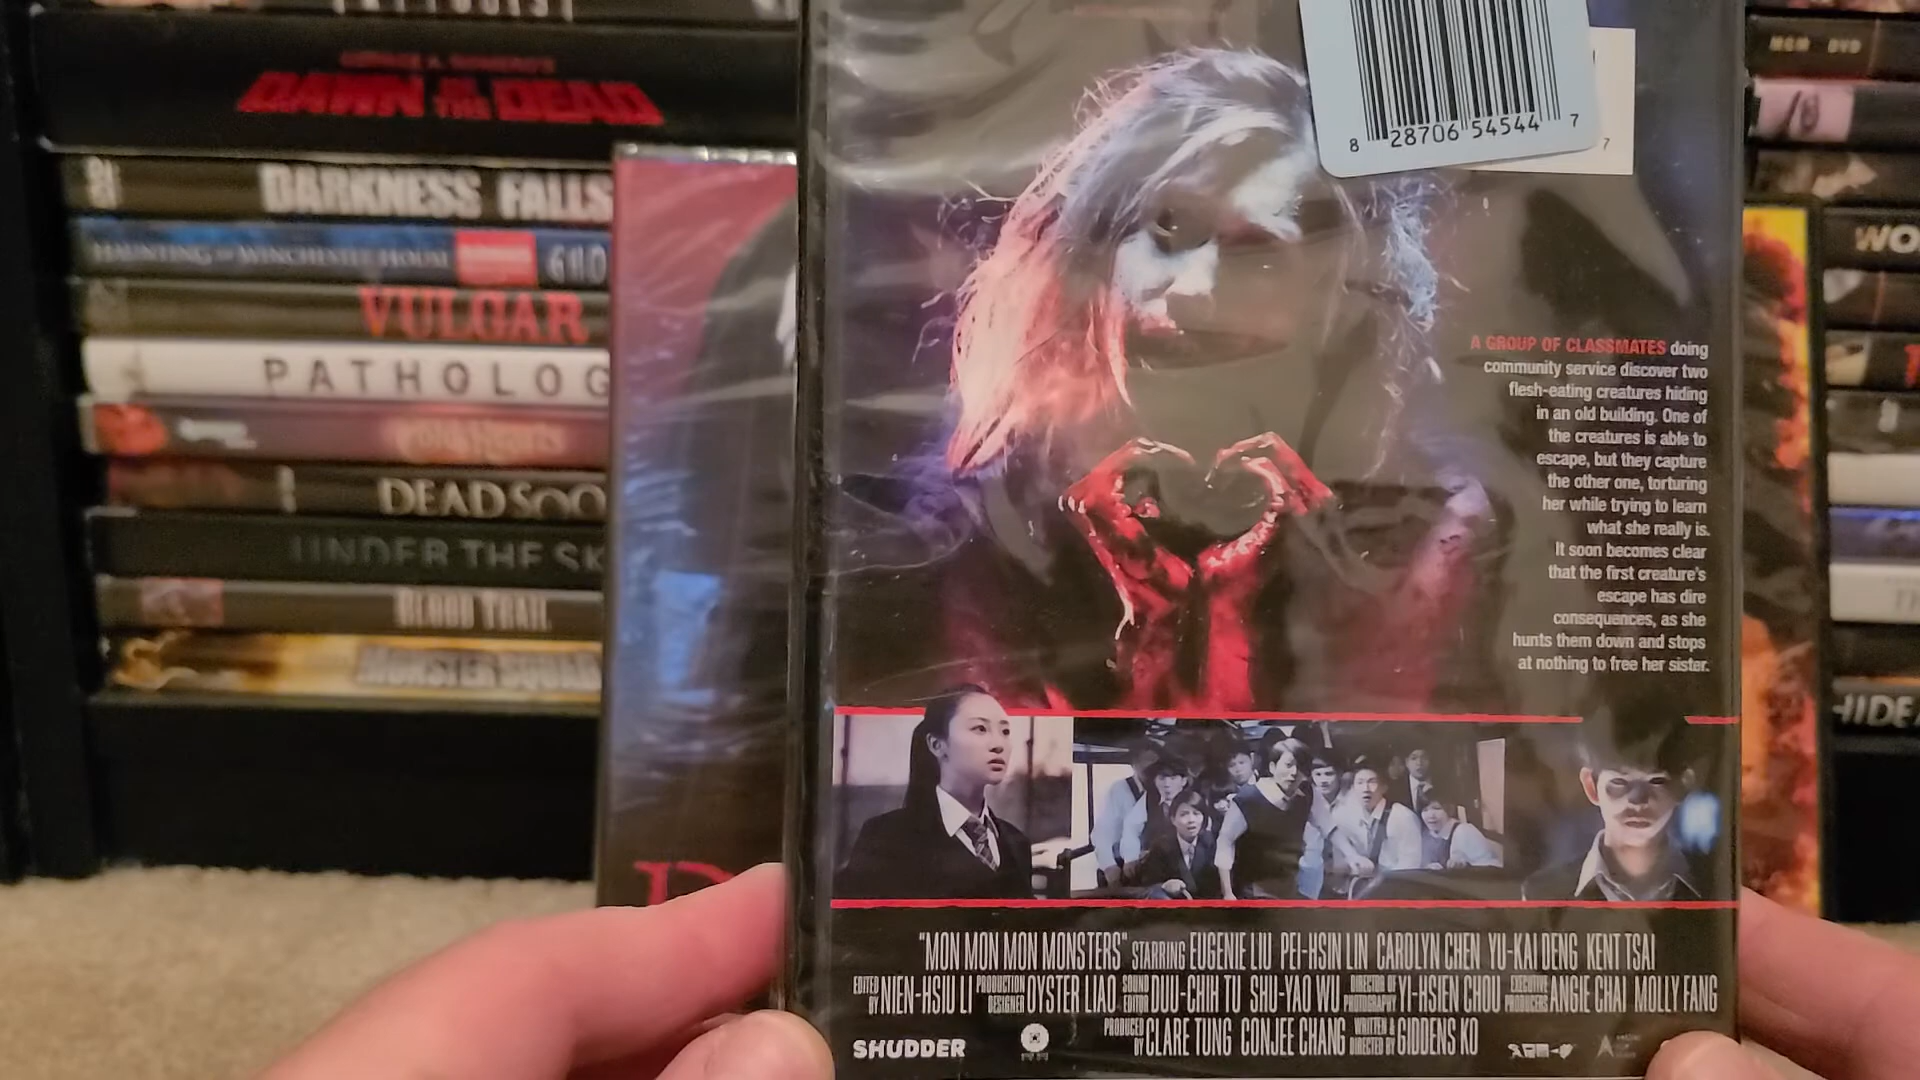 DAWN OF THE DEAD
DARKNESS FALLS
HAUNTING OF WINCHESTER HOUSE
VULGAR
PATHOLOG
DEAD SOO
UNDER THE SK
BLOOD TRAIL
MONSTER SQUAD
8 28706 54544 7
7
A GROUP OF CLASSMATES doing
community service discover two
flesh-eating creatures hiding
in an old building. One of
the creatures is able to
escape, but they capture
the other one, torturing
her while trying to learn
what she really is.
It soon becomes clear
that the first creature's
escape has dire
consequences, as she
hunts them down and stops
at nothing to free her sister.
"MON MON MON MONSTERS" STARRING EUGENIE LIU PEI-HSIN LIN CAROLYN CHEN YU-KAI DENG KENT TSAI
EDITED BY NIEN-HSIU LI PRODUCTION DESIGNER OYSTER LIAO SOUND EDITOR DUU-CHIH TU SHU-YAO WU DIRECTOR OF PHOTOGRAPHY YI-HSIEN CHOU EXECUTIVE PRODUCERS ANGIE CHAI MOLLY FANG
PRODUCED BY CLARE TUNG CONJEE CHANG WRITTEN & DIRECTED BY GIDDENS KO
SHUDDER
MGM DVD
WO
HIDE